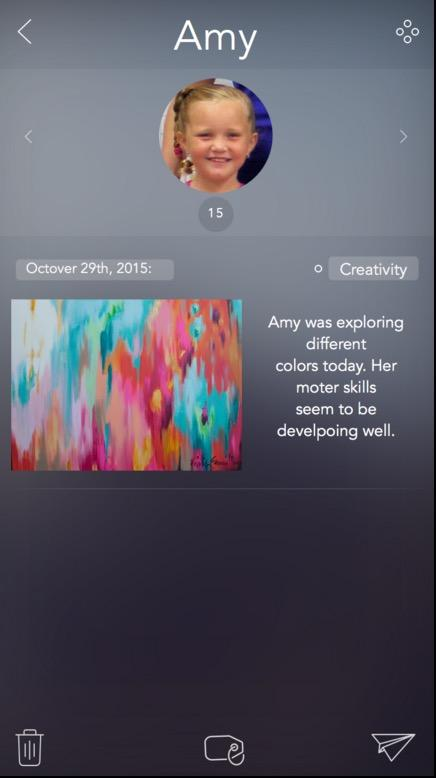 Amy
15
Octover 29th, 2015:
Creativity
Amy was exploring
different
colors today. Her
moter skills
seem to be
develpoing well.